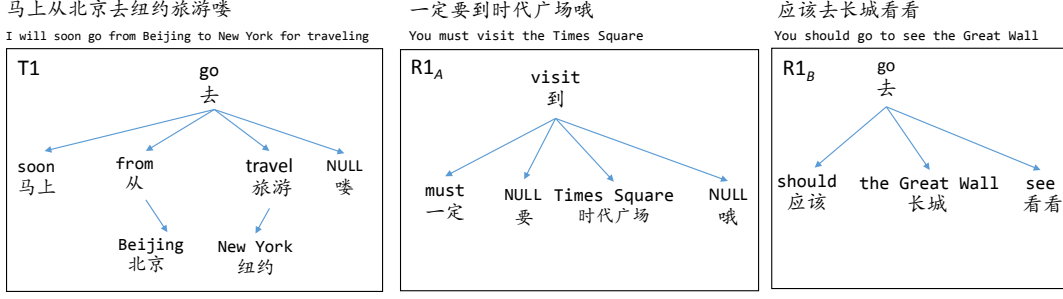 马上从北京去纽约旅游喽
I will soon go from Beijing to New York for traveling
T1
go
去
soon
马上
from
从
travel
旅游
NULL
喽
Beijing
北京
New York
纽约
一定要到时代广场哦
You must visit the Times Square
R1A
visit
到
must
一定
NULL
要
Times Square
时代广场
NULL
哦
应该去长城看看
You should go to see the Great Wall
R1B
go
去
should
应该
the Great Wall
长城
see
看看